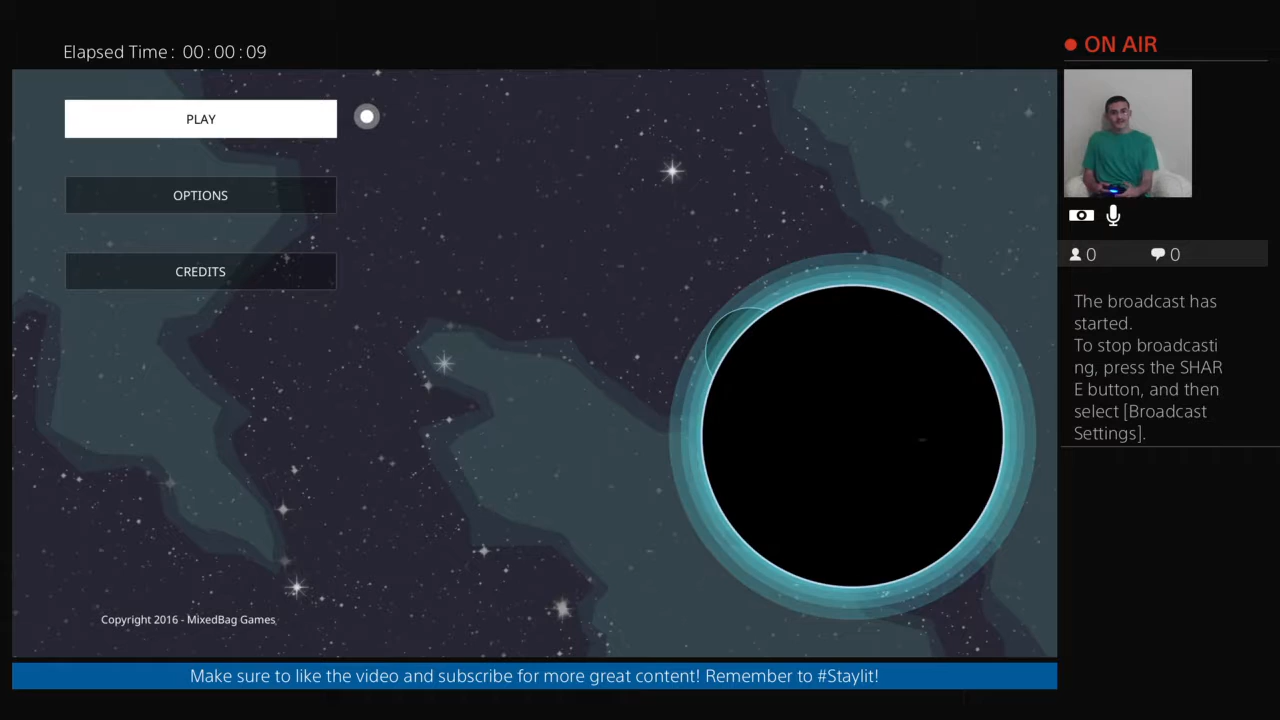 Elapsed Time: 00:00:09
ON AIR
PLAY
OPTIONS
CREDITS
0
0
The broadcast has
started.
To stop broadcasti
ng, press the SHAR
E button, and then
select [Broadcast
Settings].
Copyright 2016 - MixedBag Games
Make sure to like the video and subscribe for more great content! Remember to #Staylit!